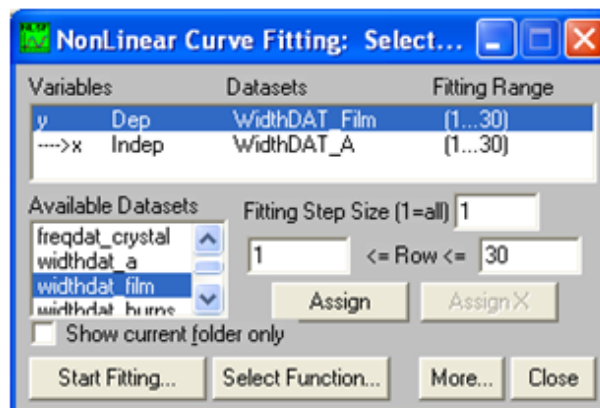 NonLinear Curve Fitting: Select...
Variables Datasets Fitting Range
y Dep WidthDAT_Film (1...30)
---->x Indep WidthDAT_A (1...30)
Available Datasets
freqdat_crystal
widthdat_a
widthdat_film
widthdat_burns
Fitting Step Size (1=all) 1
1 <= Row <= 30
Assign Assign X
Show current folder only
Start Fitting... Select Function... More... Close